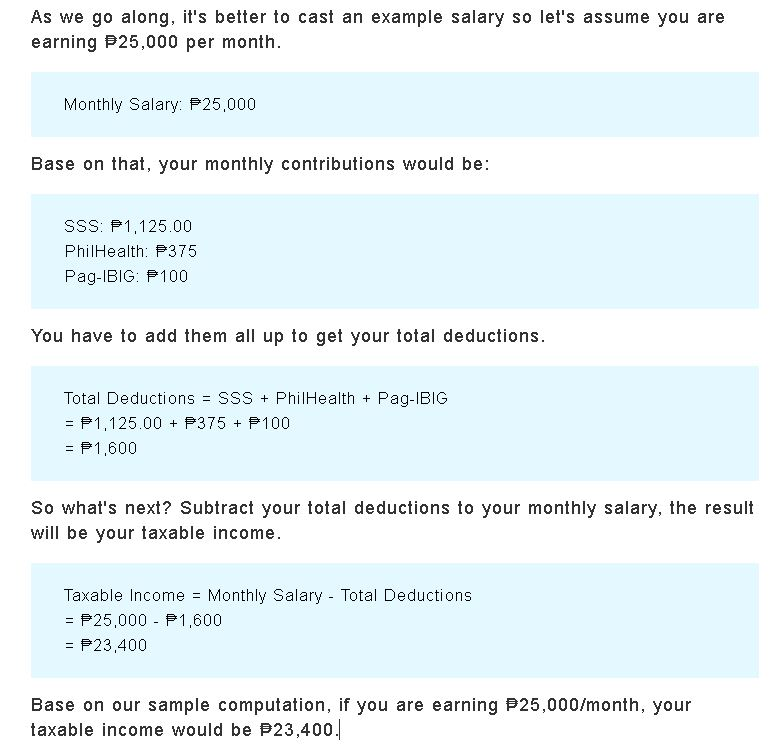 As we go along, it's better to cast an example salary so let's assume you are
earning ₱25,000 per month.
Monthly Salary: ₱25,000
Base on that, your monthly contributions would be:
SSS: ₱1,125.00
PhilHealth: ₱375
Pag-IBIG: ₱100
You have to add them all up to get your total deductions.
Total Deductions = SSS + PhilHealth + Pag-IBIG
= ₱1,125.00 + ₱375 + ₱100
= ₱1,600
So what's next? Subtract your total deductions to your monthly salary, the result
will be your taxable income.
Taxable Income = Monthly Salary - Total Deductions
= ₱25,000 - ₱1,600
= ₱23,400
Base on our sample computation, if you are earning ₱25,000/month, your
taxable income would be ₱23,400.